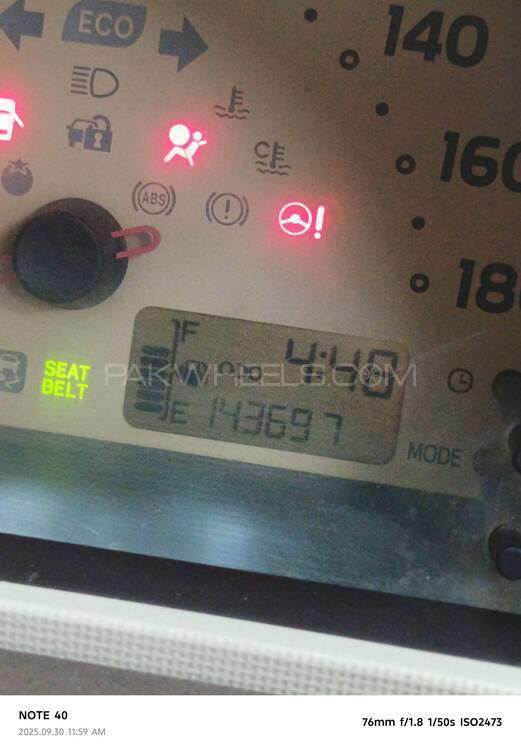 ECO
140
160
ABS
18
F
4:48
SEAT
BELT
PAKWHEELS.COM
ODO
E 143697
MODE
NOTE 40
2025.09.30 11:59 AM
76mm f/1.8 1/50s ISO2473